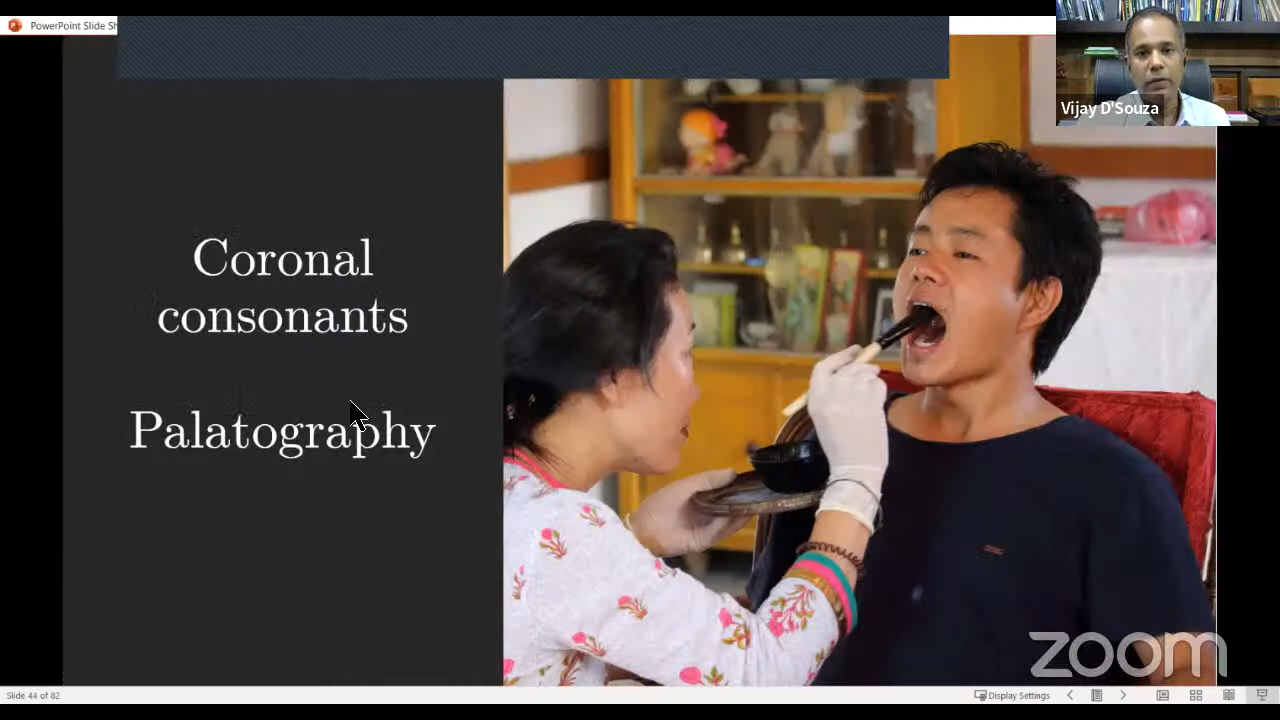 PowerPoint Slide Sh
Vijay D'Souza
Coronal
consonants
Palatography
zoom
Slide 44 of 82
Display Settings